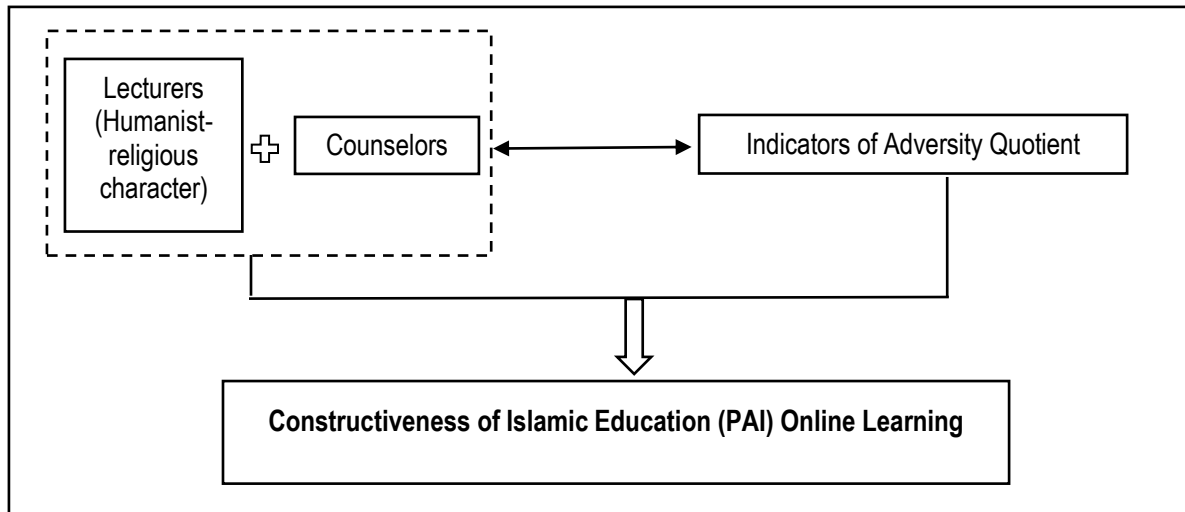 Lecturers
(Humanist-
religious
character)
Counselors
Indicators of Adversity Quotient
Constructiveness of Islamic Education (PAI) Online Learning